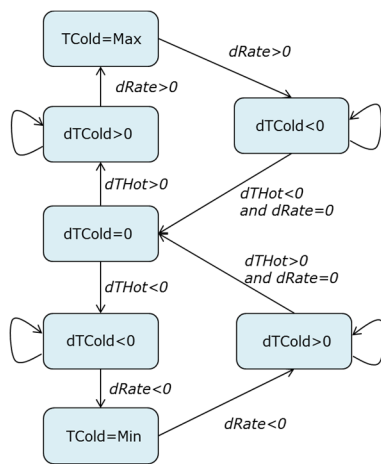 TCold=Max
dRate>0
dRate>0
dTCold>0
dTCold<0
dTHot>0
dTHot<0
and dRate=0
dTCold=0
dTHot>0
and dRate=0
dTHot<0
dTCold<0
dTCold>0
dRate<0
TCold=Min
dRate<0